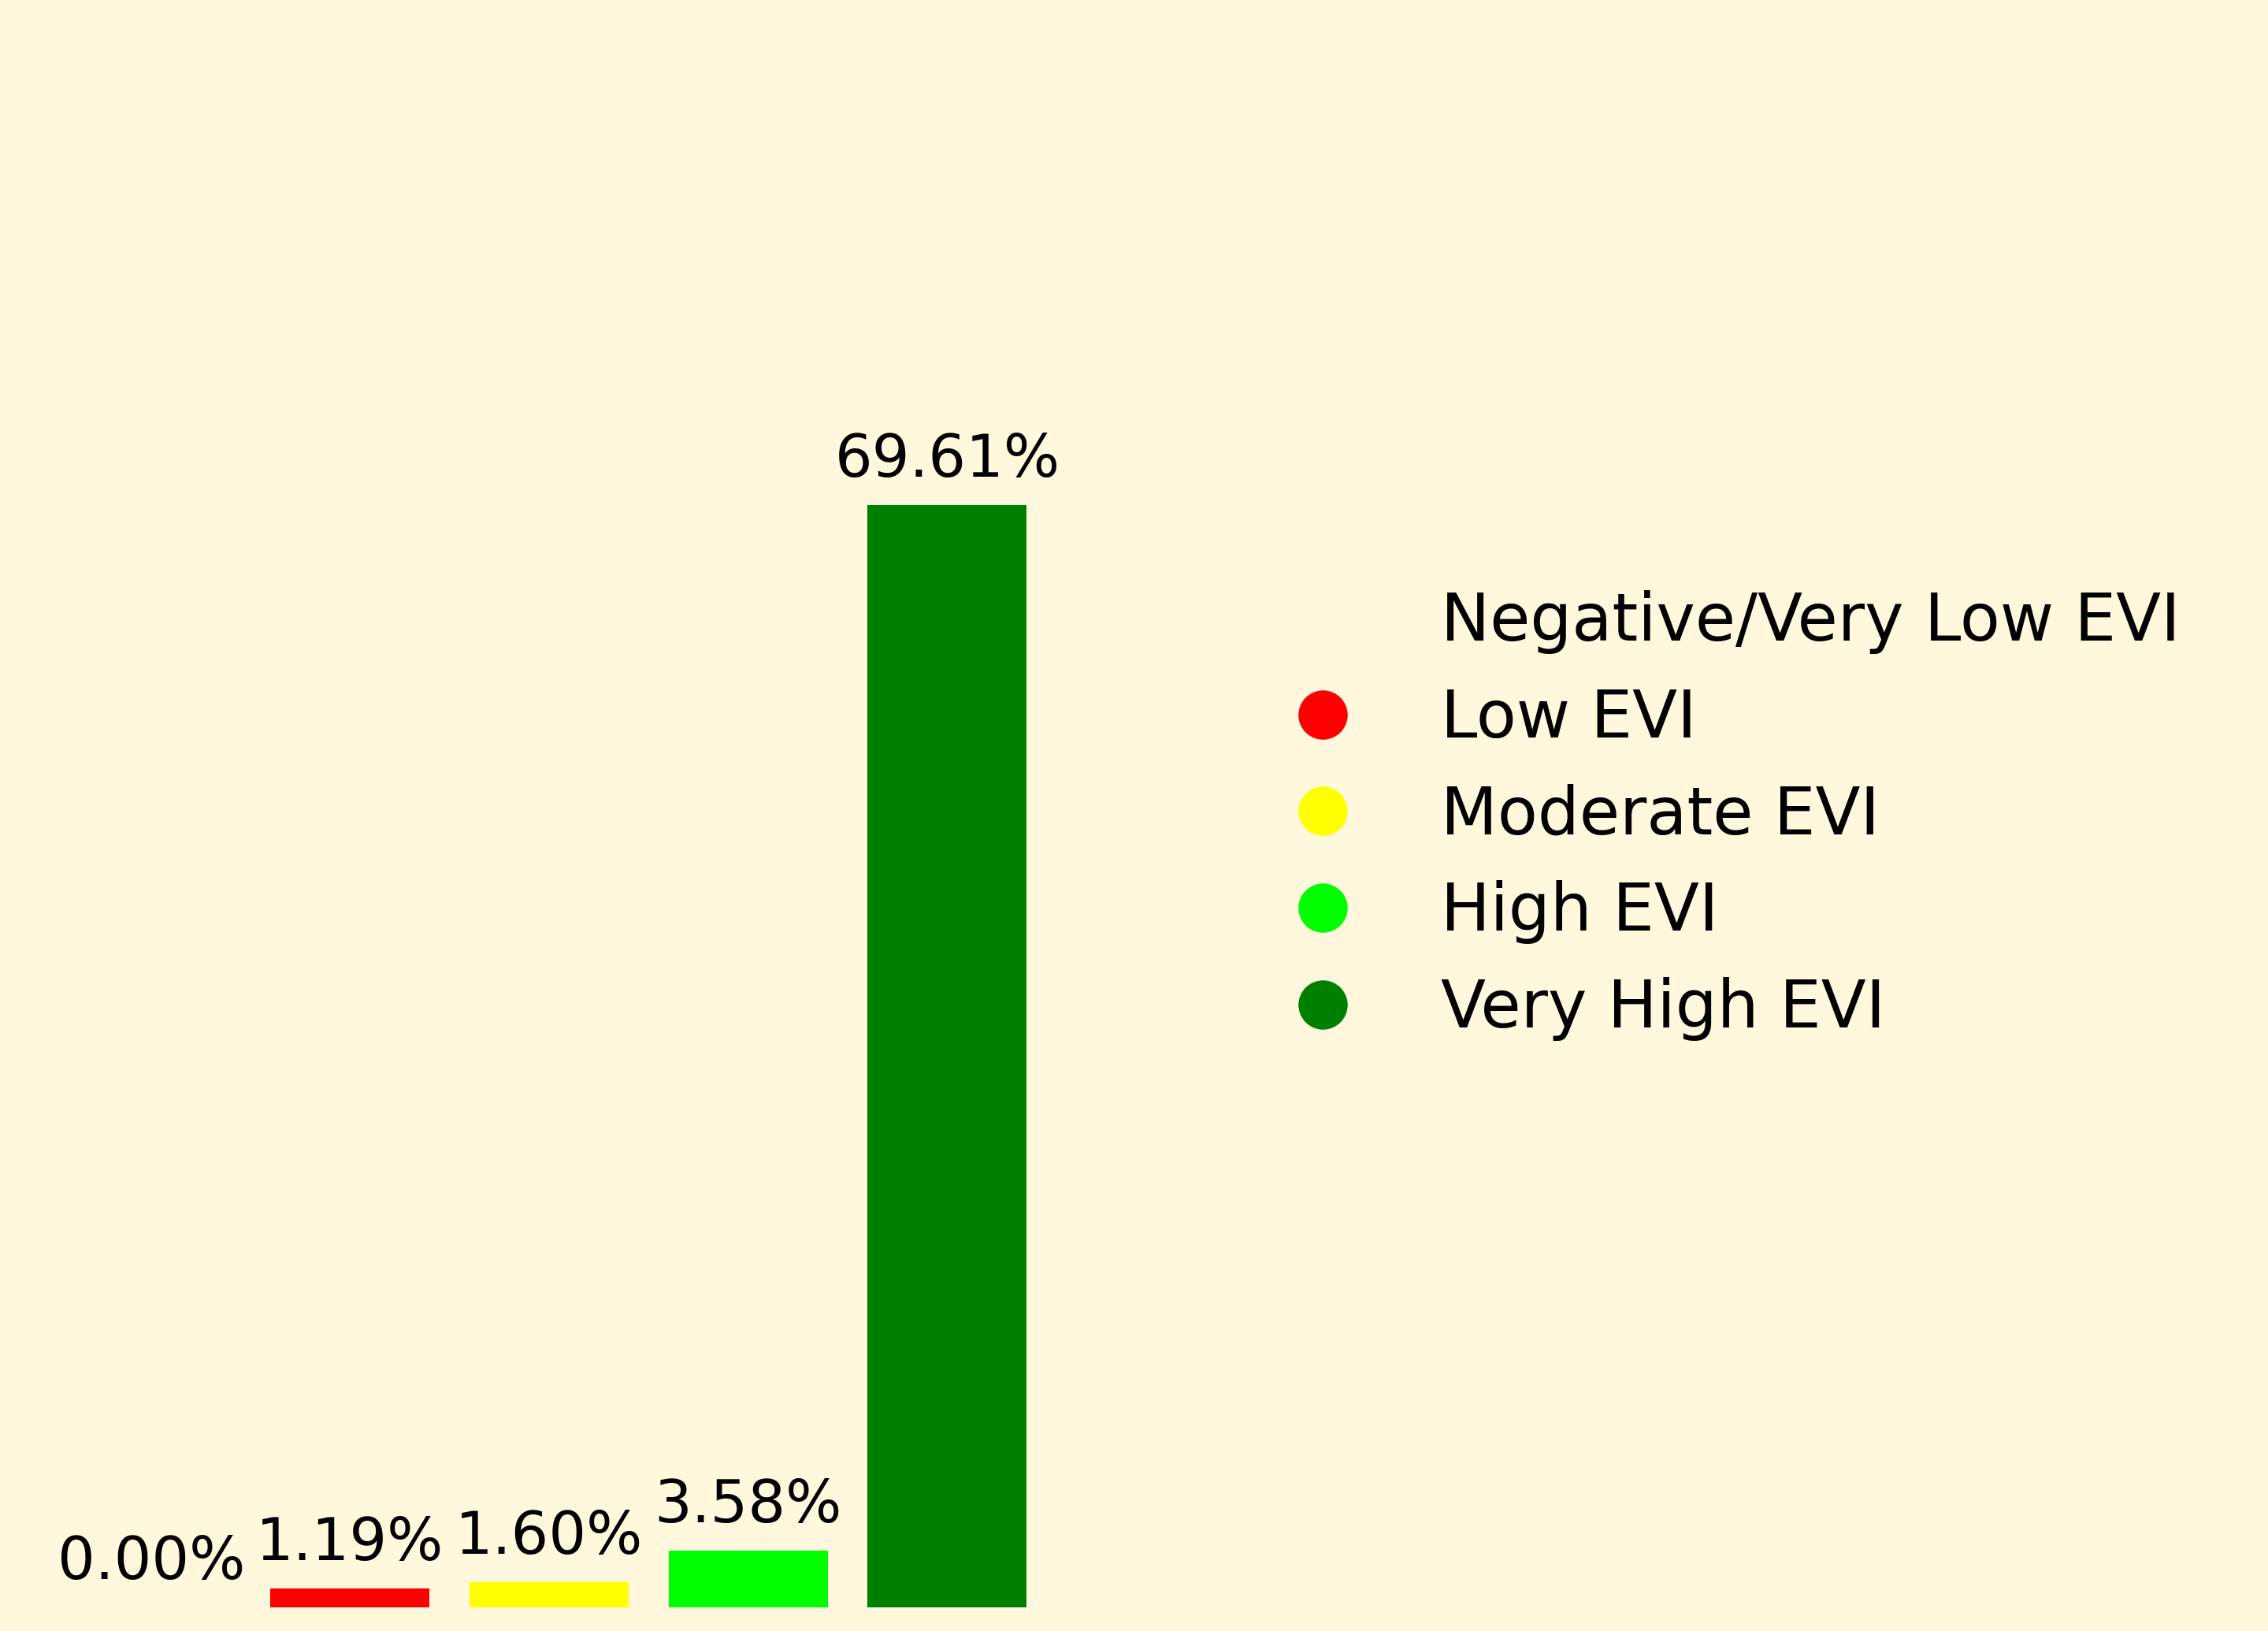 69.61%
Negative/Very Low EVI
Low EVI
Moderate EVI
High EVI
Very High EVI
0.00%
1.19%
1.60%
3.58%